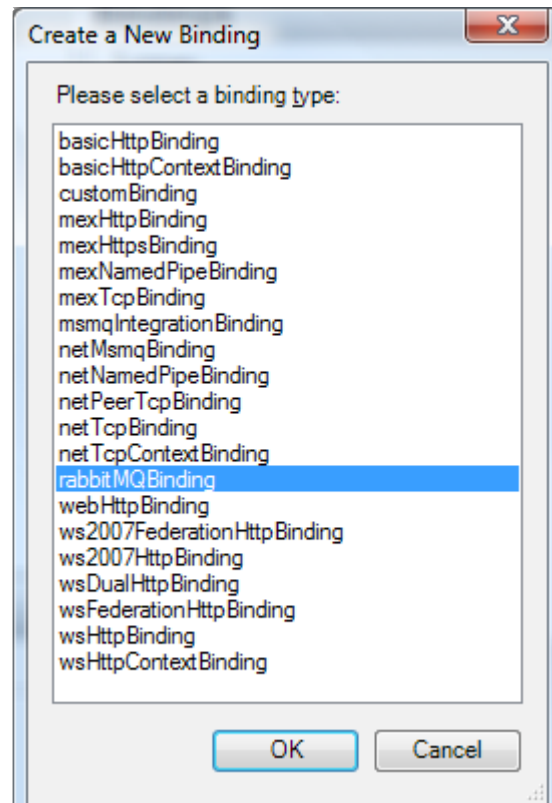 Create a New Binding
Please select a binding type:
basicHttpBinding
basicHttpContextBinding
customBinding
mexHttpBinding
mexHttpsBinding
mexNamedPipeBinding
mexTcpBinding
msmqIntegrationBinding
netMsmqBinding
netNamedPipeBinding
netPeerTcpBinding
netTcpBinding
netTcpContextBinding
rabbitMQBinding
webHttpBinding
ws2007FederationHttpBinding
ws2007HttpBinding
wsDualHttpBinding
wsFederationHttpBinding
wsHttpBinding
wsHttpContextBinding
OK Cancel